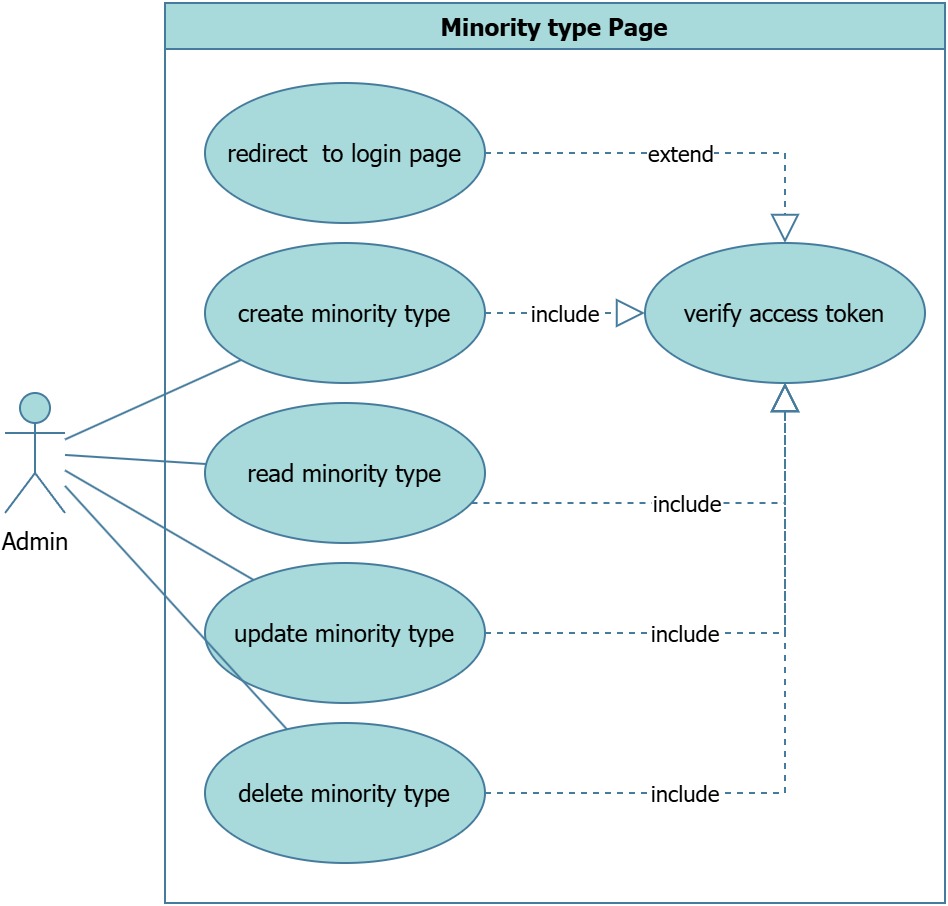 Minority type Page
redirect  to login page
extend
create minority type
include
verify access token
read minority type
include
Admin
update minority type
include
delete minority type
include